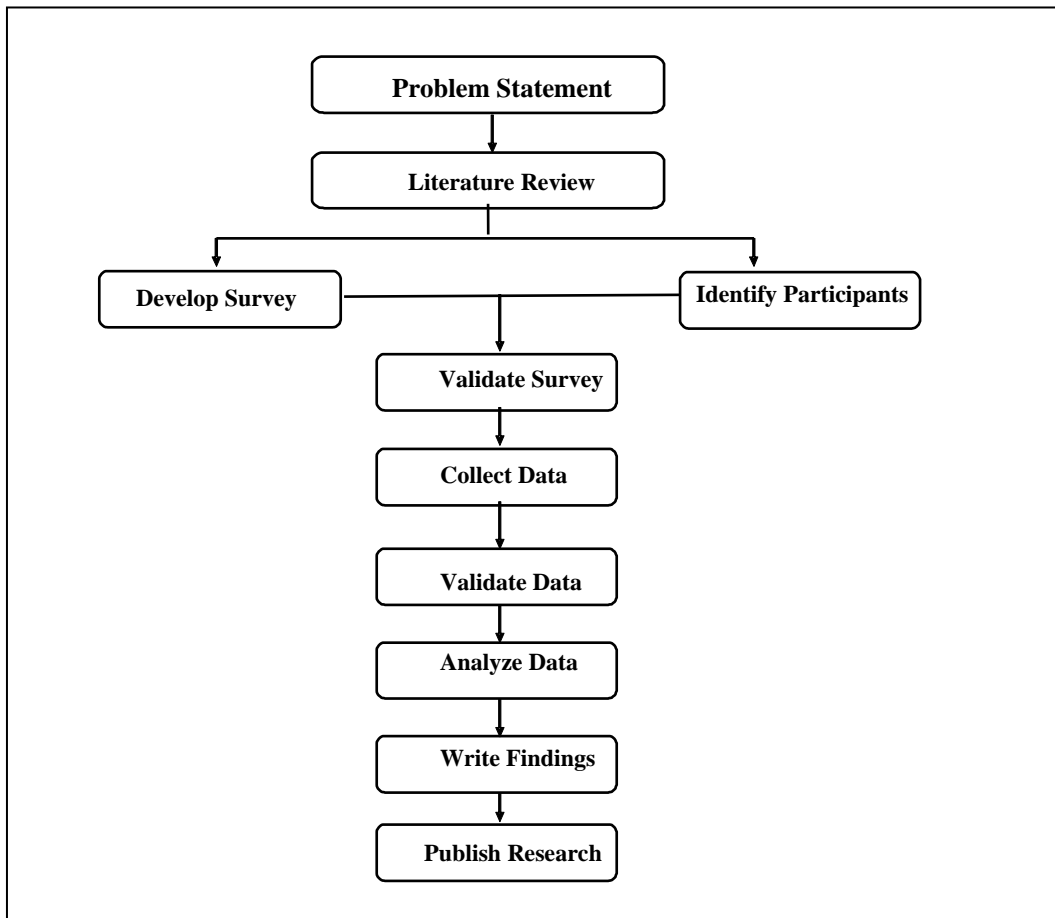 Problem Statement
Literature Review
Develop Survey
Identify Participants
Validate Survey
Collect Data
Validate Data
Analyze Data
Write Findings
Publish Research